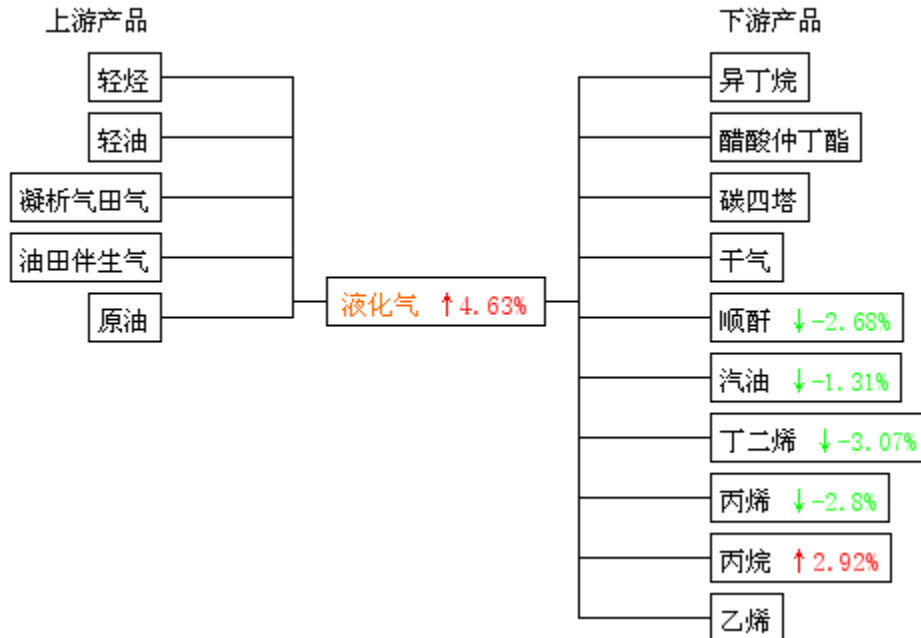 上游产品
下游产品
轻烃
轻油
凝析气田气
油田伴生气
原油
液化气 ↑4.63%
异丁烷
醋酸仲丁酯
碳四塔
干气
顺酐 ↓-2.68%
汽油 ↓-1.31%
丁二烯 ↓-3.07%
丙烯 ↓-2.8%
丙烷 ↑2.92%
乙烯